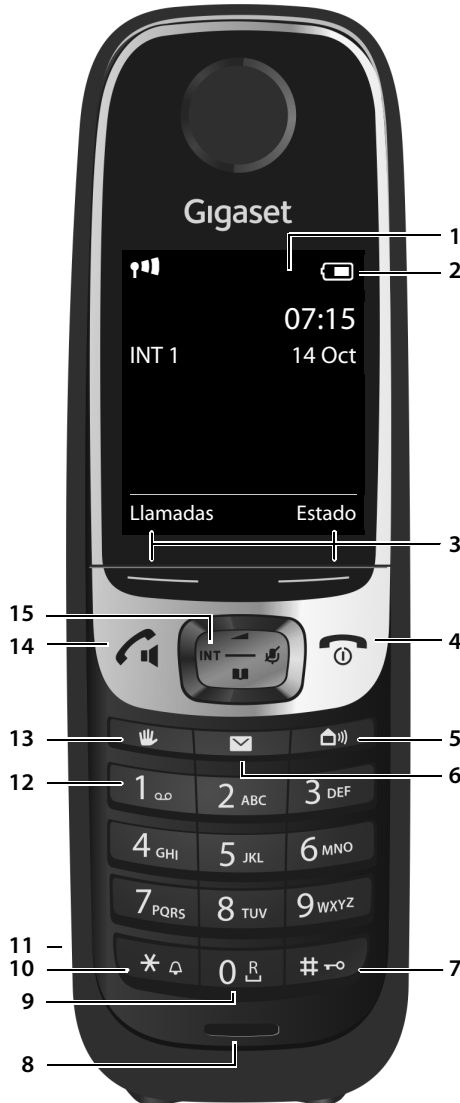 Gigaset
1
2
07:15
INT 1 14 Oct
Llamadas Estado
3
15
INT
14
4
13
5
6
12
1 2 ABC 3 DEF
4 GHI 5 JKL 6 MNO
7 PQRS 8 TUV 9 WXYZ
11
* 0 R #
10
7
9
8